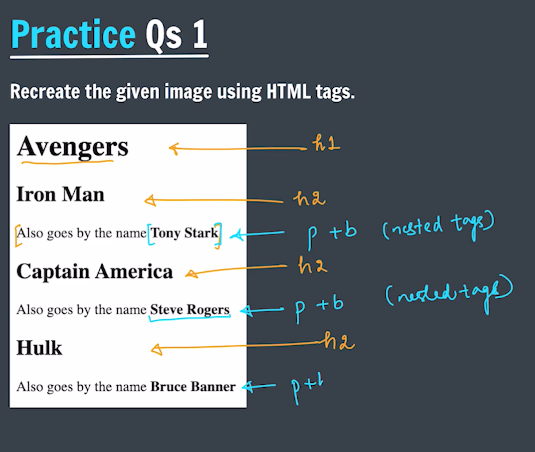 Practice Qs 1
Recreate the given image using HTML tags.
Avengers h1
Iron Man h2
Also goes by the name Tony Stark p + b (nested tags)
Captain America h2
Also goes by the name Steve Rogers p + b (nested tags)
Hulk h2
Also goes by the name Bruce Banner p +